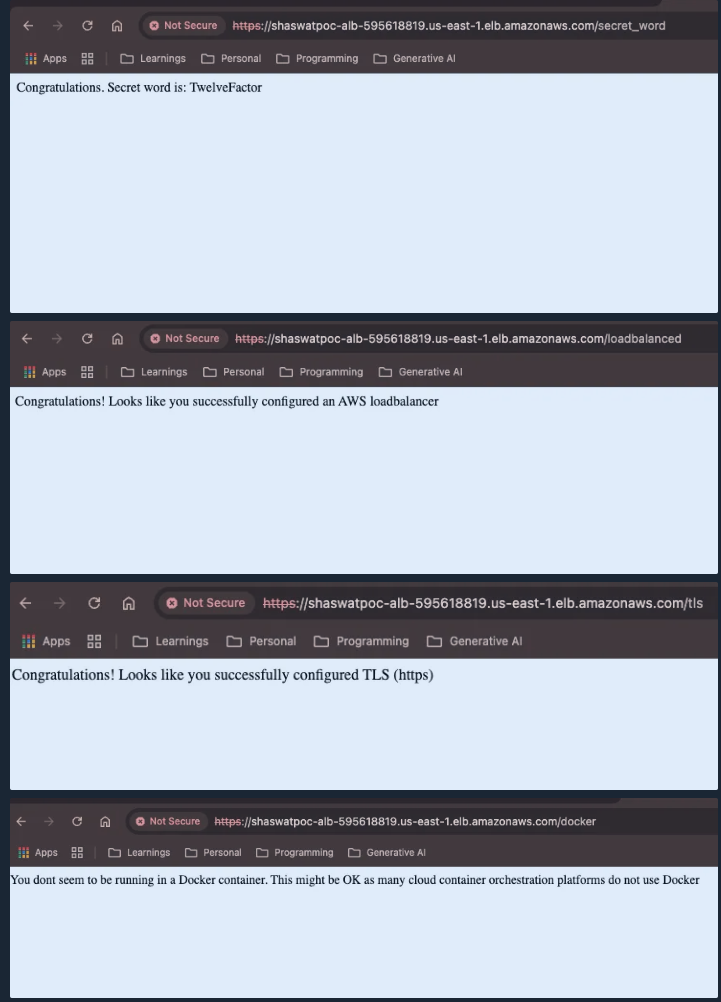 Not Secure https://shaswatpoc-alb-595618819.us-east-1.elb.amazonaws.com/secret_word
Apps Learnings Personal Programming Generative AI
Congratulations. Secret word is: TwelveFactor
Not Secure https://shaswatpoc-alb-595618819.us-east-1.elb.amazonaws.com/loadbalanced
Apps Learnings Personal Programming Generative AI
Congratulations! Looks like you successfully configured an AWS loadbalancer
Not Secure https://shaswatpoc-alb-595618819.us-east-1.elb.amazonaws.com/tls
Apps Learnings Personal Programming Generative AI
Congratulations! Looks like you successfully configured TLS (https)
Not Secure https://shaswatpoc-alb-595618819.us-east-1.elb.amazonaws.com/docker
Apps Learnings Personal Programming Generative AI
You dont seem to be running in a Docker container. This might be OK as many cloud container orchestration platforms do not use Docker